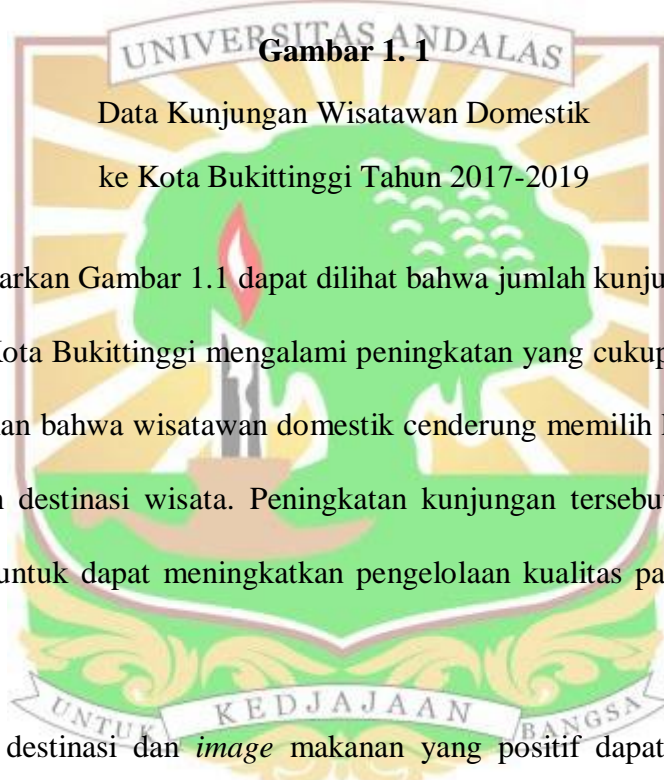 UNIVERSITAS ANDALAS
Gambar 1. 1
Data Kunjungan Wisatawan Domestik
ke Kota Bukittinggi Tahun 2017-2019
arkan Gambar 1.1 dapat dilihat bahwa jumlah kunju
Kota Bukittinggi mengalami peningkatan yang cukup
an bahwa wisatawan domestik cenderung memilih
destinasi wisata. Peningkatan kunjungan tersebut
untuk dapat meningkatkan pengelolaan kualitas pa
UNTUK KEDJAJAAN BANGSA
destinasi dan image makanan yang positif dapat